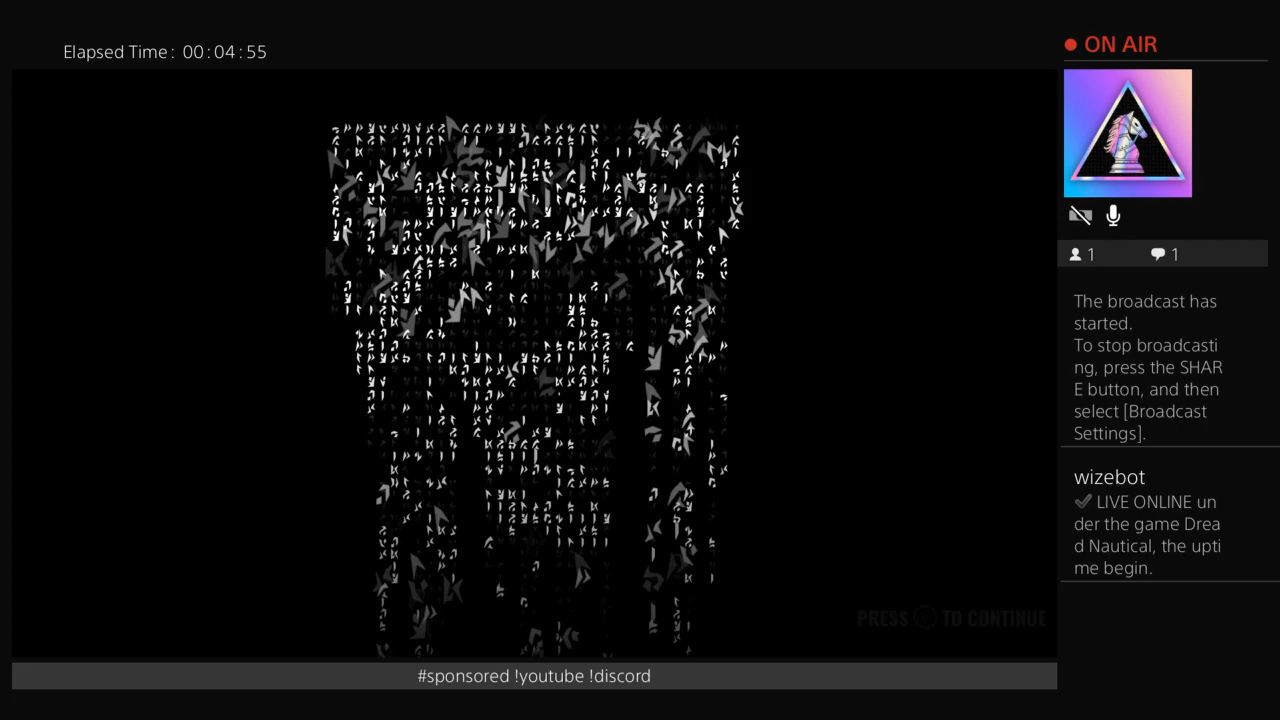 Elapsed Time: 00:04:55
ON AIR
1
1
The broadcast has
started.
To stop broadcasti
ng, press the SHAR
E button, and then
select [Broadcast
Settings].
wizebot
LIVE ONLINE un
der the game Drea
d Nautical, the upti
me begin.
PRESS TO CONTINUE
#sponsored !youtube !discord